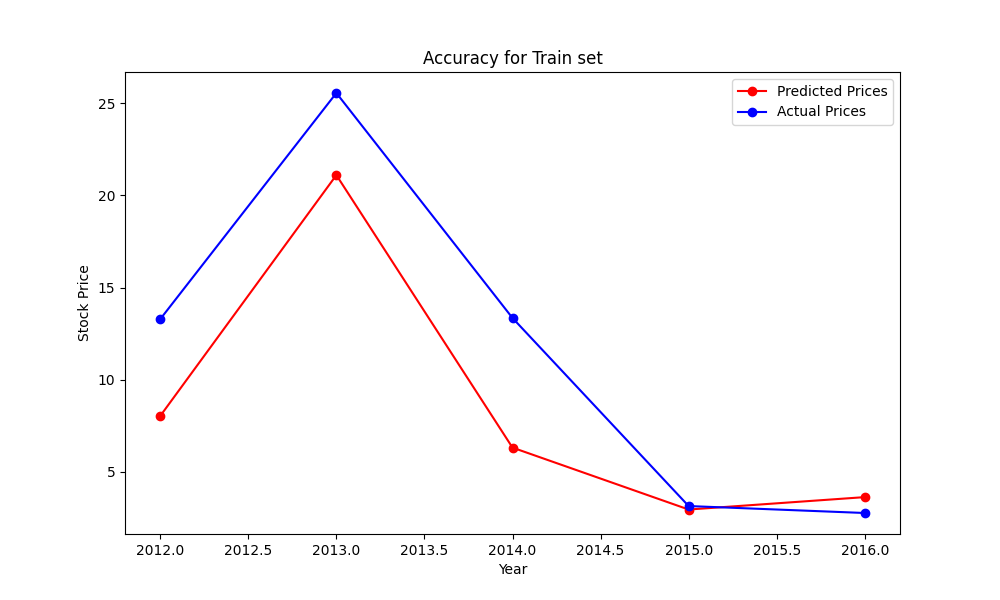 Accuracy for Train set
Predicted Prices
Actual Prices
25
20
15
10
5
Stock Price
2012.0 2012.5 2013.0 2013.5 2014.0 2014.5 2015.0 2015.5 2016.0
Year